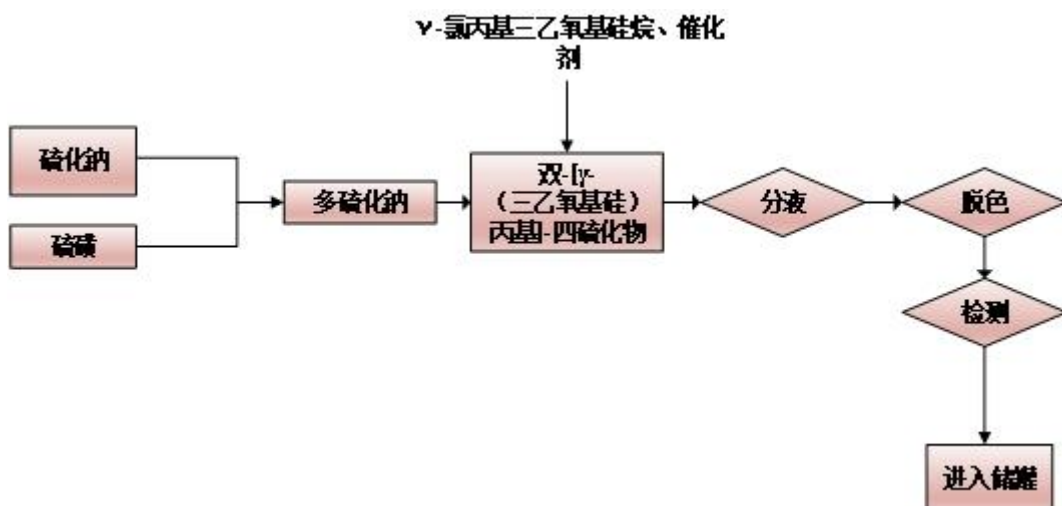 γ-氯丙基三乙氧基硅烷、催化
剂
硫化钠
硫磺
多硫化钠
双-[γ-
（三乙氧基硅）
丙基]-四硫化物
分液
脱色
检测
进入储罐